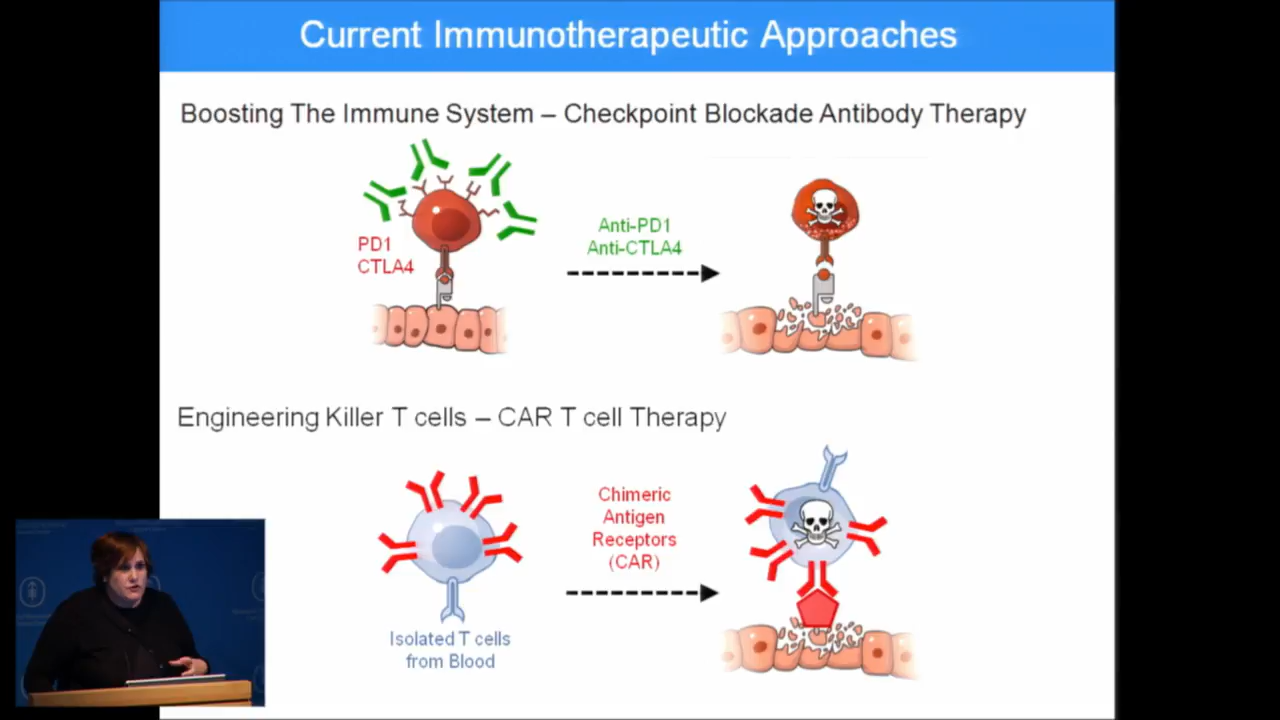 Current Immunotherapeutic Approaches
Boosting The Immune System – Checkpoint Blockade Antibody Therapy
PD1
CTLA4
Anti-PD1
Anti-CTLA4
Engineering Killer T cells – CAR T cell Therapy
Chimeric
Antigen
Receptors
(CAR)
Isolated T cells
from Blood